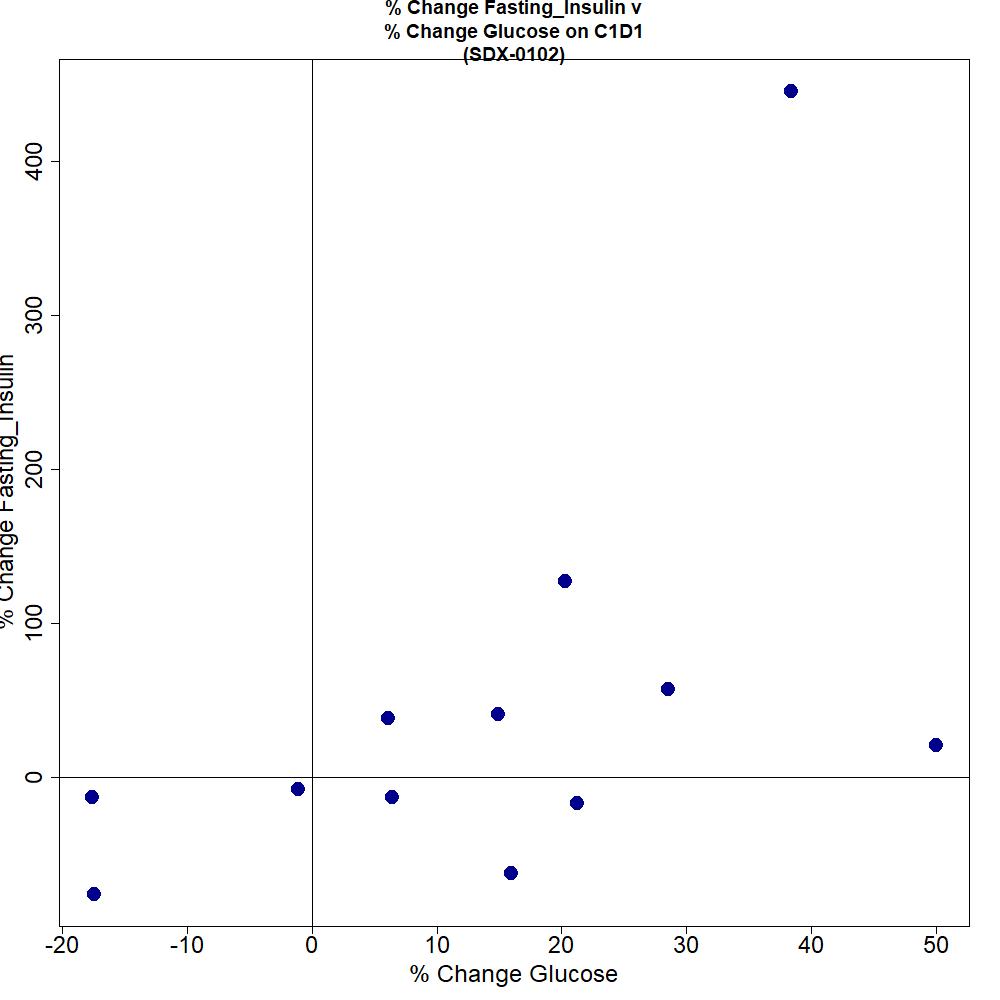 % Change Fasting_Insulin v
% Change Glucose on C1D1
(SDX-0102)
% Change Fasting_Insulin
400
300
200
100
0
-20 -10 0 10 20 30 40 50
% Change Glucose